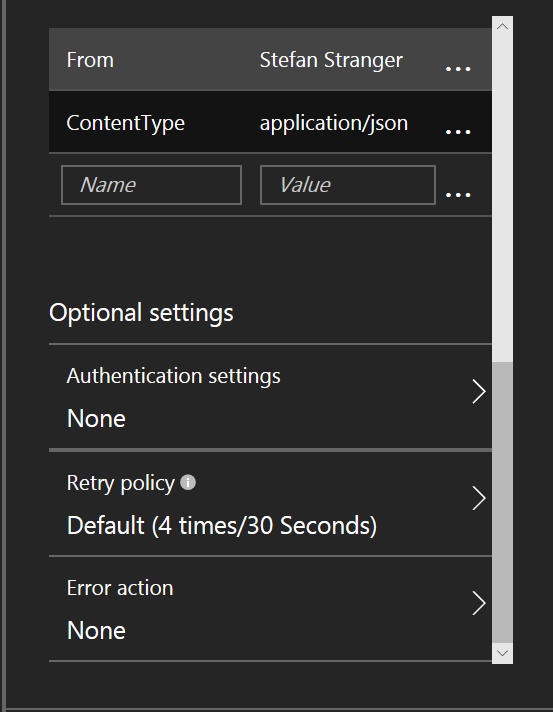 From Stefan Stranger ...
ContentType application/json ...
Name Value ...
Optional settings
Authentication settings
None
Retry policy
Default (4 times/30 Seconds)
Error action
None